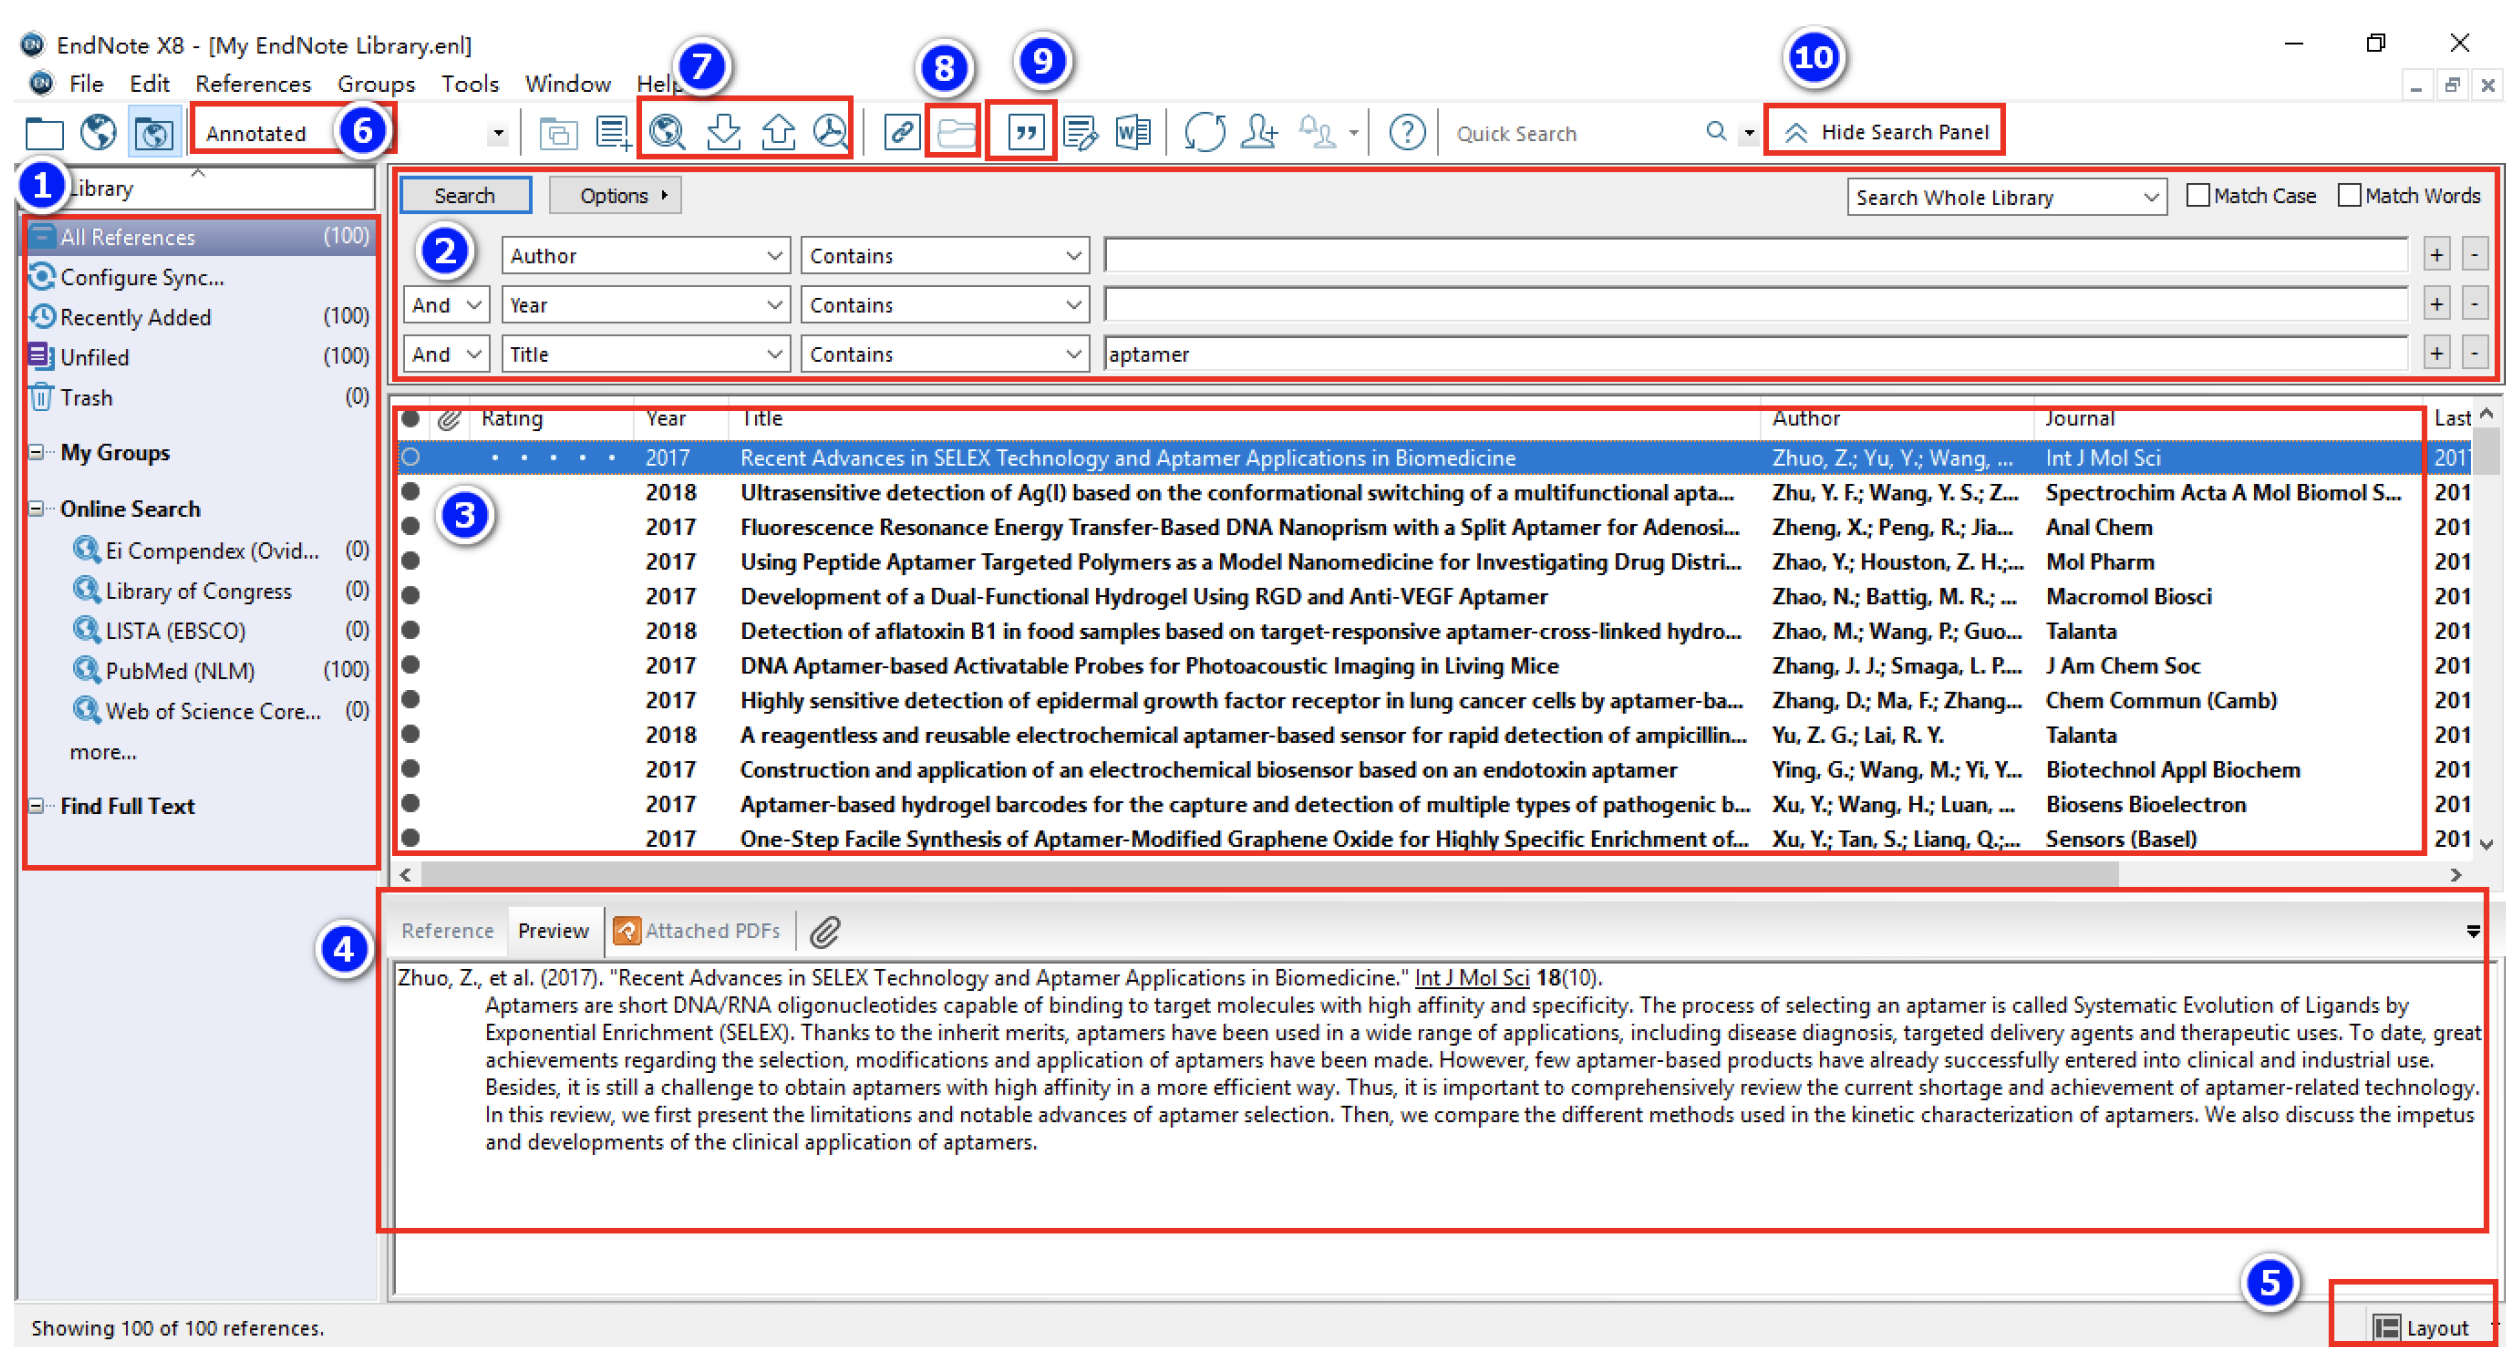 EndNote X8 - [My EndNote Library.enl]
File Edit References Groups Tools Window Help
7 8 9 10
Annotated 6
Quick Search
Hide Search Panel
1 Library
All References (100)
Configure Sync...
Recently Added (100)
Unfiled (100)
Trash (0)
My Groups
Online Search
Ei Compendex (Ovid... (0)
Library of Congress (0)
LISTA (EBSCO) (0)
PubMed (NLM) (100)
Web of Science Core... (0)
more...
Find Full Text
Search Options Search Whole Library Match Case Match Words
2 Author Contains + -
And Year Contains + -
And Title Contains aptamer + -
Rating Year Title Author Journal Last
2017 Recent Advances in SELEX Technology and Aptamer Applications in Biomedicine Zhuo, Z.; Yu, Y.; Wang, ... Int J Mol Sci 201
2018 Ultrasensitive detection of Ag(I) based on the conformational switching of a multifunctional apta... Zhu, Y. F.; Wang, Y. S.; Z... Spectrochim Acta A Mol Biomol S... 201
3
2017 Fluorescence Resonance Energy Transfer-Based DNA Nanoprism with a Split Aptamer for Adenosi... Zheng, X.; Peng, R.; Jia... Anal Chem 201
2017 Using Peptide Aptamer Targeted Polymers as a Model Nanomedicine for Investigating Drug Distri... Zhao, Y.; Houston, Z. H.;... Mol Pharm 201
2017 Development of a Dual-Functional Hydrogel Using RGD and Anti-VEGF Aptamer Zhao, N.; Battig, M. R.; ... Macromol Biosci 201
2018 Detection of aflatoxin B1 in food samples based on target-responsive aptamer-cross-linked hydro... Zhao, M.; Wang, P.; Guo... Talanta 201
2017 DNA Aptamer-based Activatable Probes for Photoacoustic Imaging in Living Mice Zhang, J. J.; Smaga, L. P.... J Am Chem Soc 201
2017 Highly sensitive detection of epidermal growth factor receptor in lung cancer cells by aptamer-ba... Zhang, D.; Ma, F.; Zhang... Chem Commun (Camb) 201
2018 A reagentless and reusable electrochemical aptamer-based sensor for rapid detection of ampicillin... Yu, Z. G.; Lai, R. Y. Talanta 201
2017 Construction and application of an electrochemical biosensor based on an endotoxin aptamer Ying, G.; Wang, M.; Yi, Y... Biotechnol Appl Biochem 201
2017 Aptamer-based hydrogel barcodes for the capture and detection of multiple types of pathogenic b... Xu, Y.; Wang, H.; Luan, ... Biosens Bioelectron 201
2017 One-Step Facile Synthesis of Aptamer-Modified Graphene Oxide for Highly Specific Enrichment of... Xu, Y.; Tan, S.; Liang, Q.;... Sensors (Basel) 201
4 Reference Preview Attached PDFs
Zhuo, Z., et al. (2017). "Recent Advances in SELEX Technology and Aptamer Applications in Biomedicine." Int J Mol Sci 18(10).
Aptamers are short DNA/RNA oligonucleotides capable of binding to target molecules with high affinity and specificity. The process of selecting an aptamer is called Systematic Evolution of Ligands by
Exponential Enrichment (SELEX). Thanks to the inherit merits, aptamers have been used in a wide range of applications, including disease diagnosis, targeted delivery agents and therapeutic uses. To date, great
achievements regarding the selection, modifications and application of aptamers have been made. However, few aptamer-based products have already successfully entered into clinical and industrial use.
Besides, it is still a challenge to obtain aptamers with high affinity in a more efficient way. Thus, it is important to comprehensively review the current shortage and achievement of aptamer-related technology.
In this review, we first present the limitations and notable advances of aptamer selection. Then, we compare the different methods used in the kinetic characterization of aptamers. We also discuss the impetus
and developments of the clinical application of aptamers.
5
Showing 100 of 100 references.
Layout